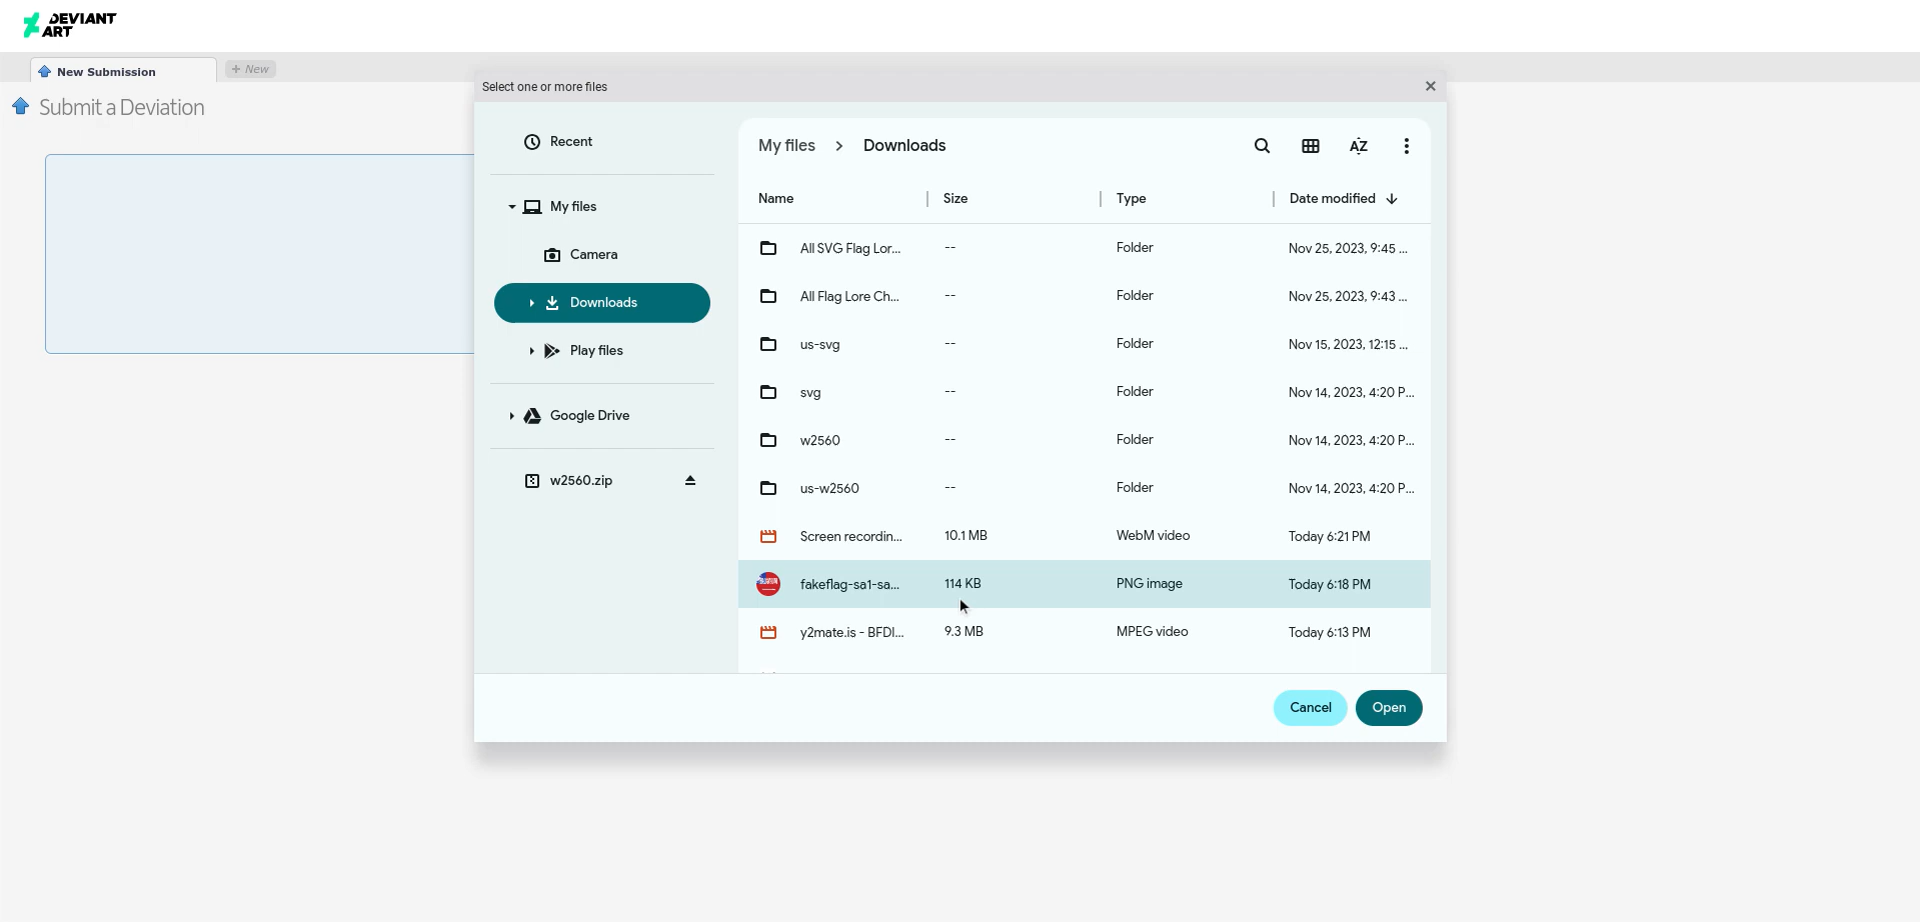 DEVIANT
ART
New Submission
+ New
Submit a Deviation
Select one or more files
Recent
My files
Camera
Downloads
Play files
Google Drive
w2560.zip
My files > Downloads
AZ
Name Size Type Date modified
All SVG Flag Lor... -- Folder Nov 25, 2023, 9:45 ...
All Flag Lore Ch... -- Folder Nov 25, 2023, 9:43 ...
us-svg -- Folder Nov 15, 2023, 12:15 ...
svg -- Folder Nov 14, 2023, 4:20 P...
w2560 -- Folder Nov 14, 2023, 4:20 P...
us-w2560 -- Folder Nov 14, 2023, 4:20 P...
Screen recordin... 10.1 MB WebM video Today 6:21 PM
fakeflag-sa1-sa... 114 KB PNG image Today 6:18 PM
y2mate.is - BFDI... 9.3 MB MPEG video Today 6:13 PM
Cancel Open